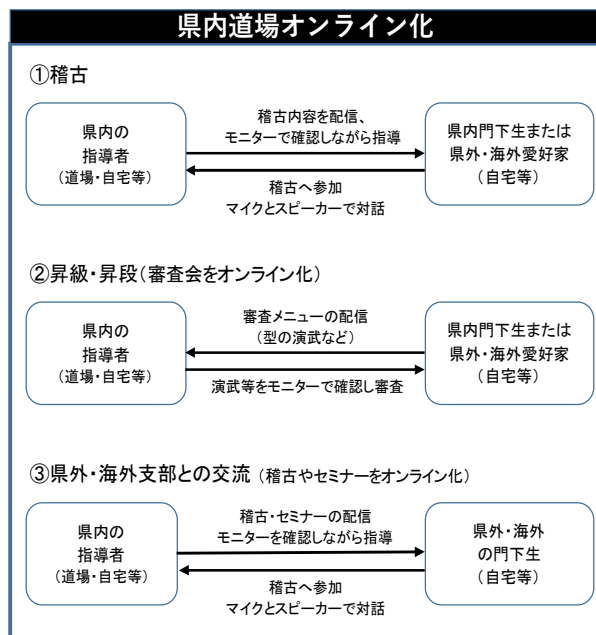 県内道場オンライン化
①稽古
県内の
指導者
(道場・自宅等)
稽古内容を配信、
モニターで確認しながら指導
稽古へ参加
マイクとスピーカーで対話
県内門下生または
県外・海外愛好家
(自宅等)
②昇級・昇段(審査会をオンライン化)
県内の
指導者
(道場・自宅等)
審査メニューの配信
(型の演武など)
演武等をモニターで確認し審査
県内門下生または
県外・海外愛好家
(自宅等)
③県外・海外支部との交流 (稽古やセミナーをオンライン化)
県内の
指導者
(道場・自宅等)
稽古・セミナーの配信
モニターを確認しながら指導
稽古へ参加
マイクとスピーカーで対話
県外・海外
の門下生
(自宅等)